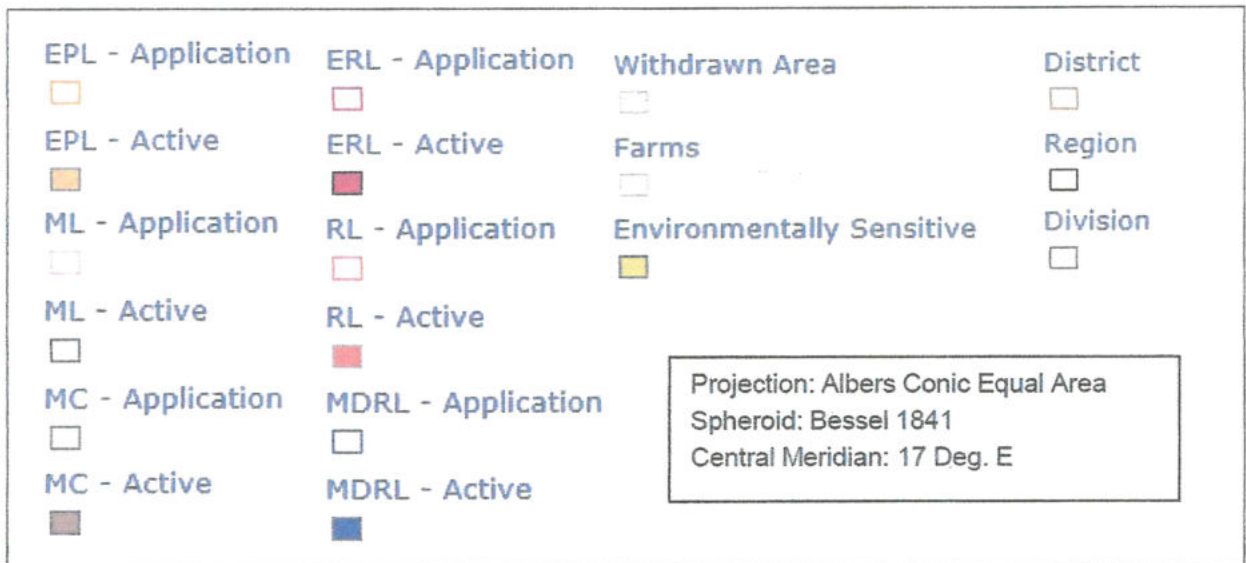 EPL - Application
EPL - Active
ML - Application
ML - Active
MC - Application
MC - Active
ERL - Application
ERL - Active
RL - Application
RL - Active
MDRL - Application
MDRL - Active
Withdrawn Area
Farms
Environmentally Sensitive
District
Region
Division
Projection: Albers Conic Equal Area
Spheroid: Bessel 1841
Central Meridian: 17 Deg. E